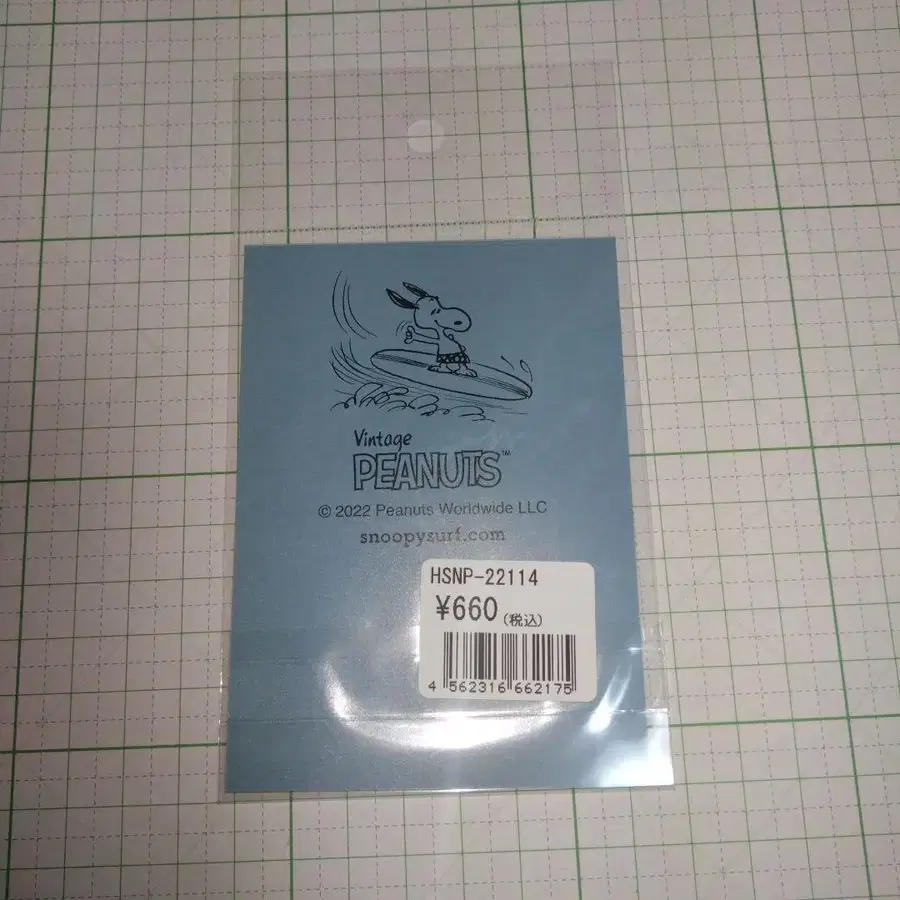 Vintage
PEANUTS™
© 2022 Peanuts Worldwide LLC
snoopysurf.com
HSNP-22114
¥660(税込)
4 562316 662175